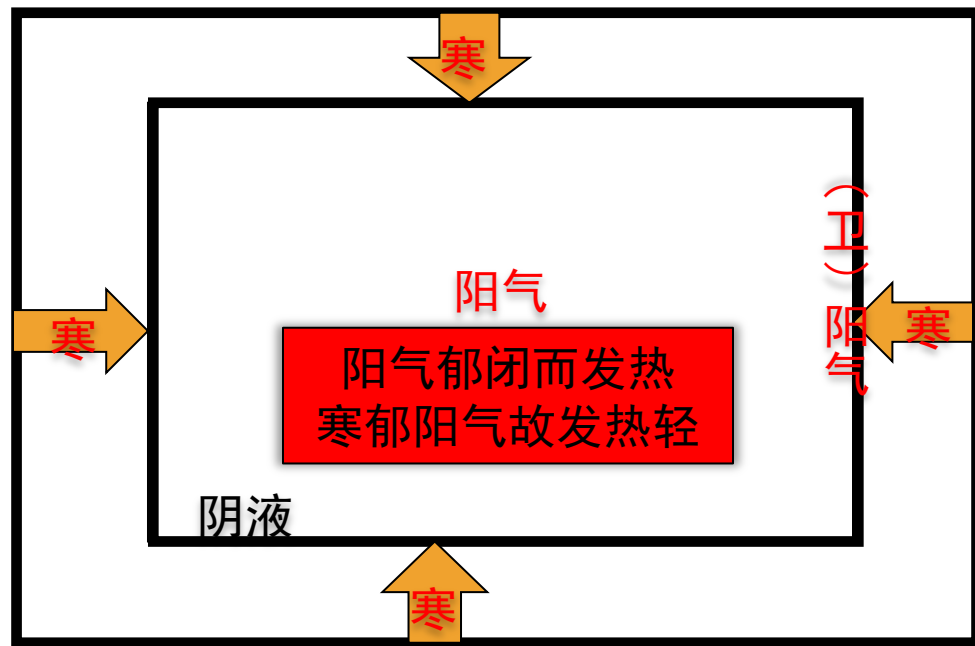 寒
（卫）阳气
阳气
寒
寒
阳气郁闭而发热
寒郁阳气故发热轻
阴液
寒